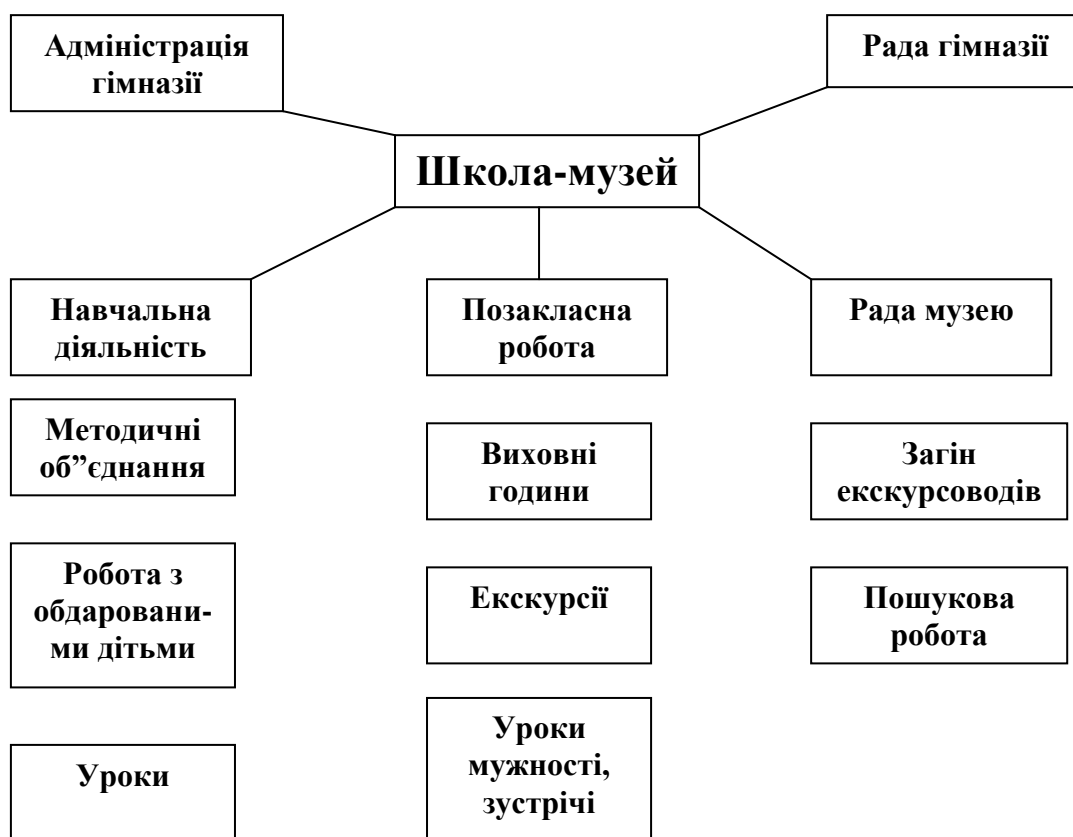 Адміністрація
гімназії
Рада гімназії
Школа-музей
Навчальна
діяльність
Позакласна
робота
Рада музею
Методичні
об”єднання
Виховні
години
Загін
екскурсоводів
Робота з
обдаровани-
ми дітьми
Екскурсії
Пошукова
робота
Уроки
Уроки
мужності,
зустрічі